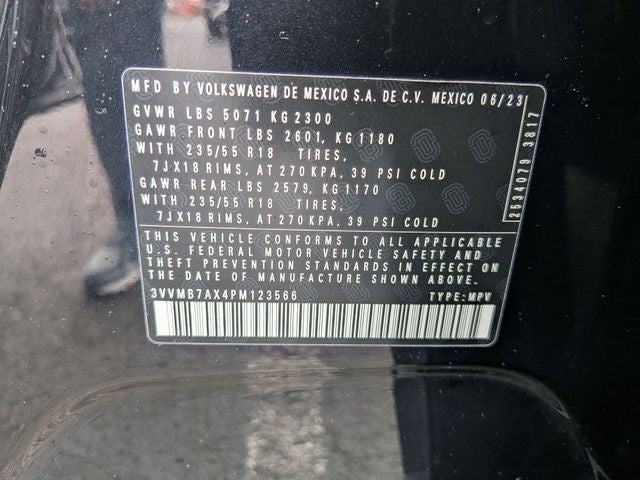 MFD BY VOLKSWAGEN DE MEXICO S.A. DE C.V. MEXICO 06/23
GVWR LBS 5071 KG 2300
GAWR FRONT LBS 2601, KG 1180
WITH 235/55 R18 TIRES,
7JX18 RIMS, AT 270 KPA, 39 PSI COLD
GAWR REAR LBS 2579, KG 1170
WITH 235/55 R18 TIRES,
7JX18 RIMS, AT 270 KPA, 39 PSI COLD
THIS VEHICLE CONFORMS TO ALL APPLICABLE
U.S. FEDERAL MOTOR VEHICLE SAFETY AND
THEFT PREVENTION STANDARDS IN EFFECT ON
THE DATE OF MANUFACTURE SHOWN ABOVE.
3VVMB7AX4PM123566 TYPE: MPV
2534079 3817